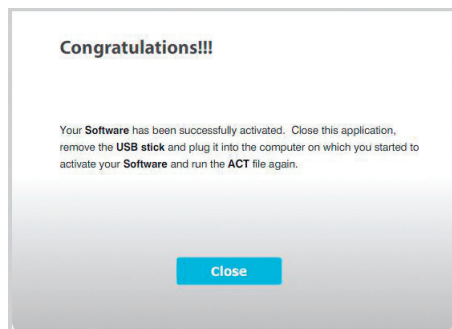 Congratulations!!!
Your Software has been successfully activated. Close this application,
remove the USB stick and plug it into the computer on which you started to
activate your Software and run the ACT file again.
Close